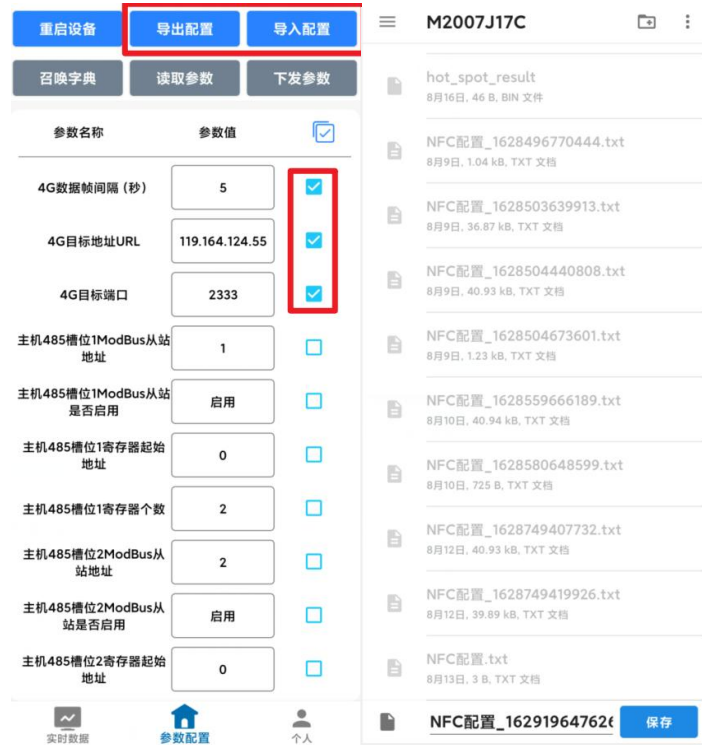 重启设备
导出配置
导入配置
召唤字典
读取参数
下发参数
参数名称
参数值
4G数据帧间隔 (秒)
5
4G目标地址URL
119.164.124.55
4G目标端口
2333
主机485槽位1ModBus从站
地址
1
主机485槽位1ModBus从站
是否启用
启用
主机485槽位1寄存器起始
地址
0
主机485槽位1寄存器个数
2
主机485槽位2ModBus从
站地址
2
主机485槽位2ModBus从
站是否启用
启用
主机485槽位2寄存器起始
地址
0
实时数据
参数配置
个人
M2007J17C
hot_spot_result
8月16日, 46 B, BIN 文件
NFC配置_1628496770444.txt
8月9日, 1.04 kB, TXT 文档
NFC配置_1628503639913.txt
8月9日, 36.87 kB, TXT 文档
NFC配置_1628504440808.txt
8月9日, 40.93 kB, TXT 文档
NFC配置_1628504673601.txt
8月9日, 1.23 kB, TXT 文档
NFC配置_1628559666189.txt
8月10日, 40.94 kB, TXT 文档
NFC配置_1628580648599.txt
8月10日, 725 B, TXT 文档
NFC配置_1628749407732.txt
8月12日, 40.93 kB, TXT 文档
NFC配置_1628749419926.txt
8月12日, 39.89 kB, TXT 文档
NFC配置.txt
8月13日, 3 B, TXT 文档
NFC配置_162919647626
保存